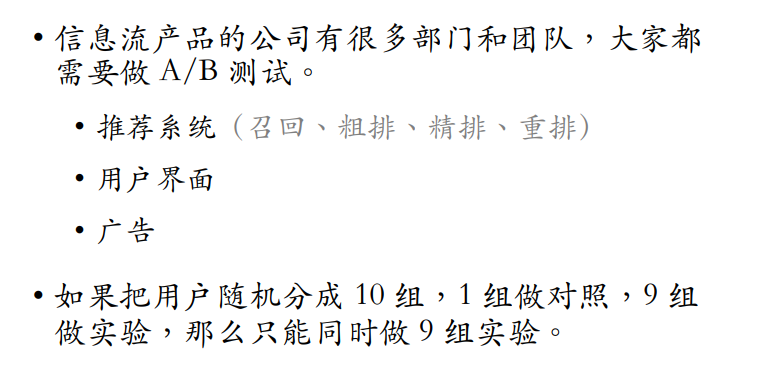 • 信息流产品的公司有很多部门和团队，大家都
需要做 A/B 测试。
• 推荐系统（召回、粗排、精排、重排）
• 用户界面
• 广告
• 如果把用户随机分成 10 组，1 组做对照，9 组
做实验，那么只能同时做 9 组实验。